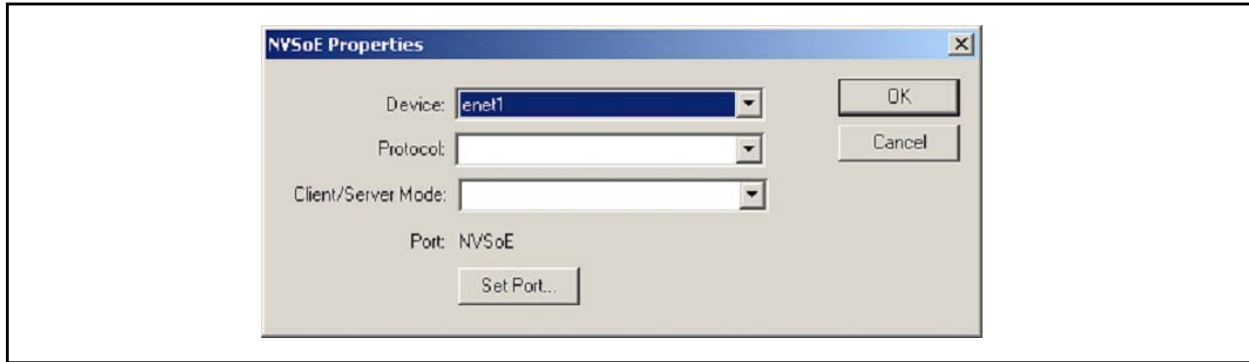 NVSoE Properties
Device: enet1
OK
Protocol:
Cancel
Client/Server Mode:
Port: NVSoE
Set Port...